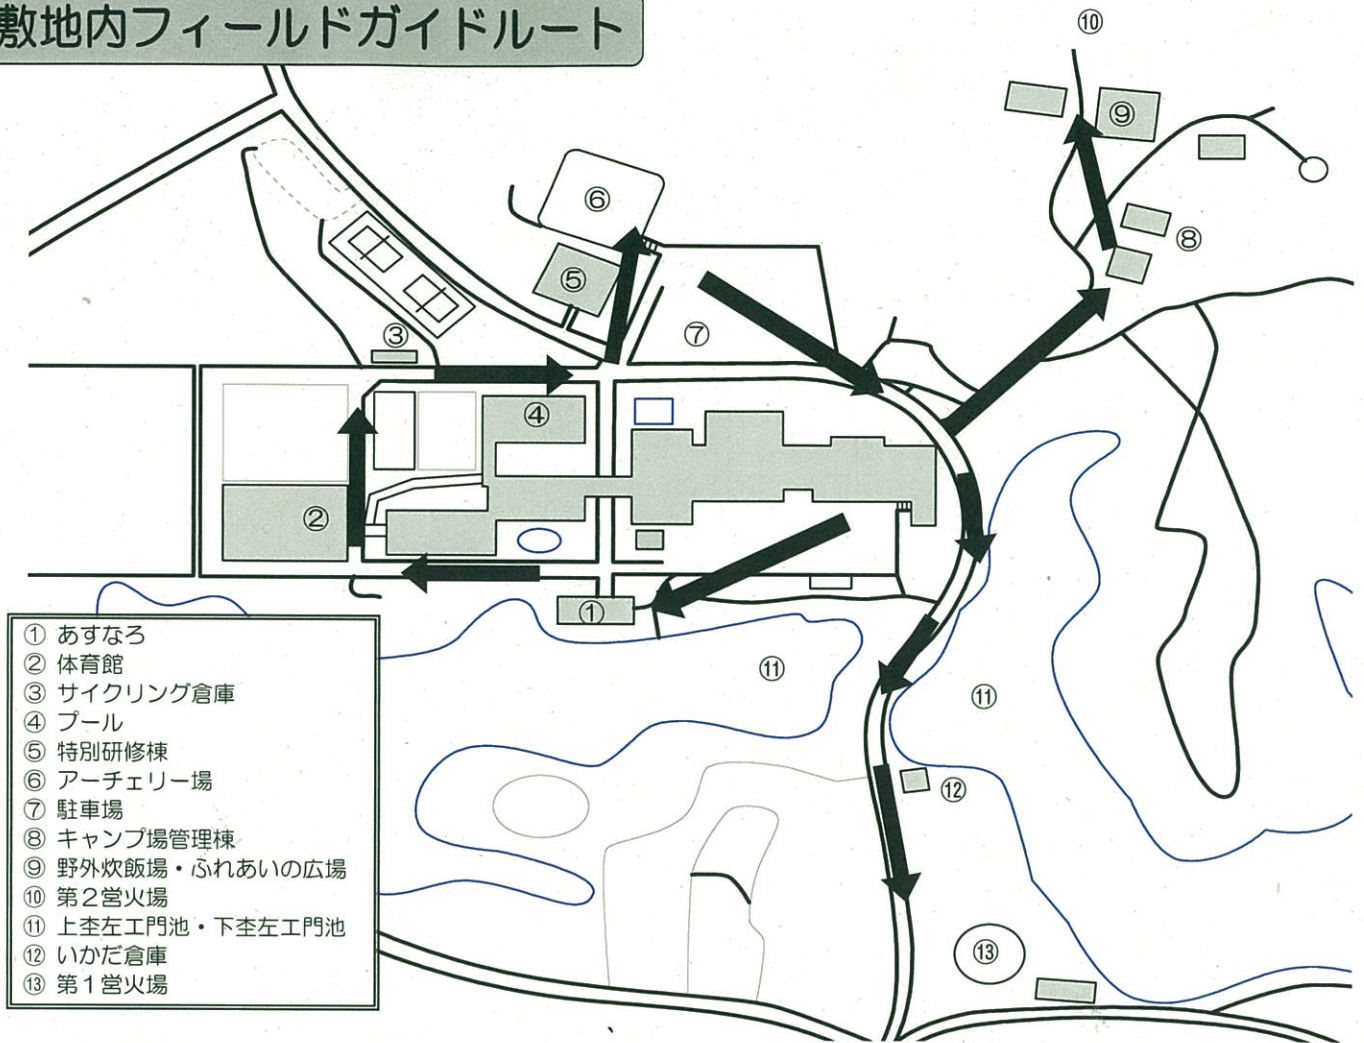 敷地内フィールドガイドルート
⑩
⑨
⑥
⑧
⑤
③
⑦
④
②
①
⑪
⑪
⑫
⑬
① あすなろ
② 体育館
③ サイクリング倉庫
④ プール
⑤ 特別研修棟
⑥ アーチェリー場
⑦ 駐車場
⑧ キャンプ場管理棟
⑨ 野外炊飯場・ふれあいの広場
⑩ 第２営火場
⑪ 上杢左エ門池・下杢左エ門池
⑫ いかだ倉庫
⑬ 第１営火場